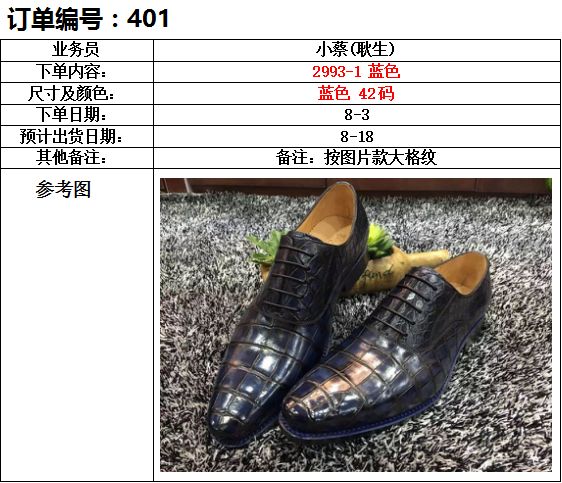 订单编号：401
业务员 小蔡(耿生)
下单内容： 2993-1 蓝色
尺寸及颜色： 蓝色 42码
下单日期： 8-3
预计出货日期： 8-18
其他备注： 备注：按图片款大格纹
参考图